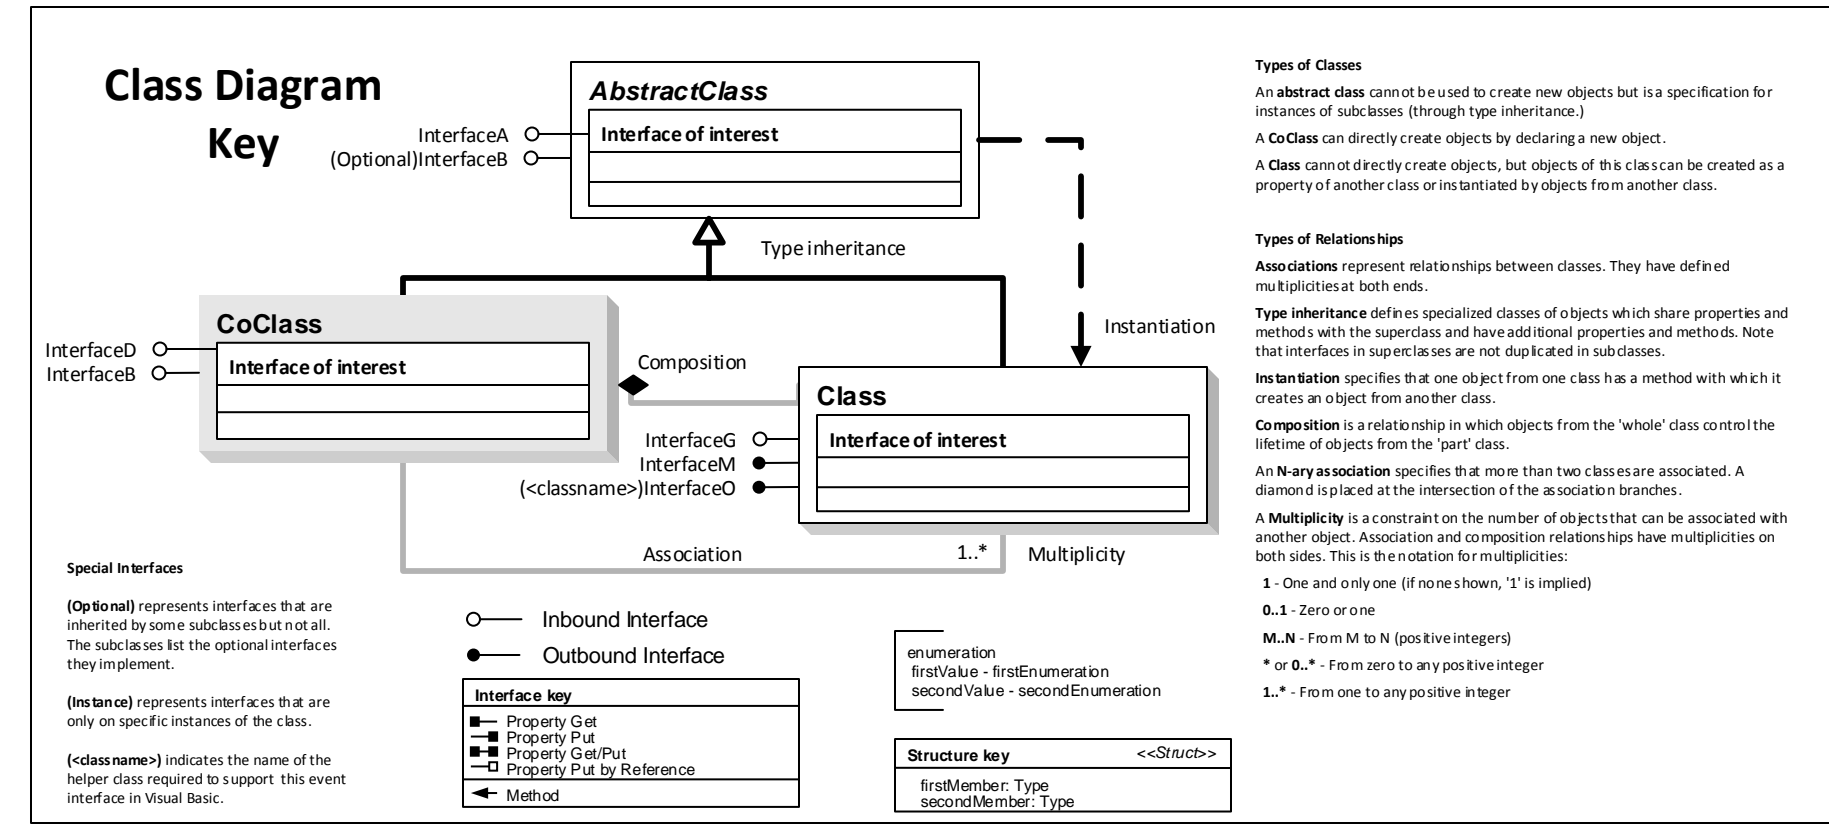 Class Diagram
Key
AbstractClass
Interface of interest
InterfaceA
(Optional)InterfaceB
Type inheritance
CoClass
Interface of interest
InterfaceD
InterfaceB
Composition
Instantiation
Class
Interface of interest
InterfaceG
InterfaceM
(<classname>)InterfaceO
Association
1..*
Multiplicity
Special Interfaces
(Optional) represents interfaces that are
inherited by some subclasses but not all.
The subclasses list the optional interfaces
they implement.
(Instance) represents interfaces that are
only on specific instances of the class.
(<classname>) indicates the name of the
helper class required to support this event
interface in Visual Basic.
Inbound Interface
Outbound Interface
Interface key
Property Get
Property Put
Property Get/Put
Property Put by Reference
Method
enumeration
firstValue - firstEnumeration
secondValue - secondEnumeration
Structure key <<Struct>>
firstMember: Type
secondMember: Type
Types of Classes
An abstract class cannot be used to create new objects but is a specification for
instances of subclasses (through type inheritance.)
A CoClass can directly create objects by declaring a new object.
A Class cannot directly create objects, but objects of this class can be created as a
property of another class or instantiated by objects from another class.
Types of Relationships
Associations represent relationships between classes. They have defined
multiplicities at both ends.
Type inheritance defines specialized classes of objects which share properties and
methods with the superclass and have additional properties and methods. Note
that interfaces in superclasses are not duplicated in subclasses.
Instantiation specifies that one object from one class has a method with which it
creates an object from another class.
Composition is a relationship in which objects from the 'whole' class control the
lifetime of objects from the 'part' class.
An N-ary association specifies that more than two classes are associated. A
diamond is placed at the intersection of the association branches.
A Multiplicity is a constraint on the number of objects that can be associated with
another object. Association and composition relationships have multiplicities on
both sides. This is the notation for multiplicities:
1 - One and only one (if none shown, '1' is implied)
0..1 - Zero or one
M..N - From M to N (positive integers)
* or 0..* - From zero to any positive integer
1..* - From one to any positive integer